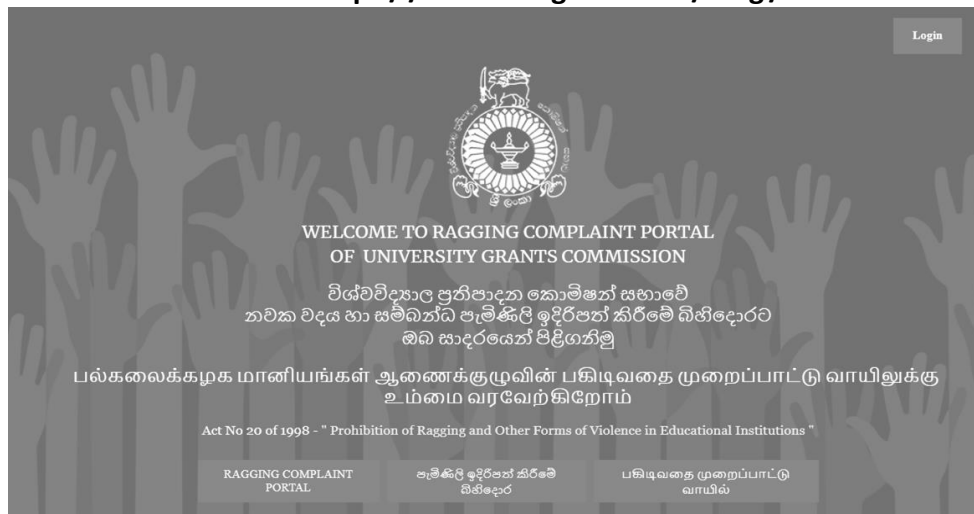 Login
ශ්‍රී ලංකා
WELCOME TO RAGGING COMPLAINT PORTAL
OF UNIVERSITY GRANTS COMMISSION
විශ්වවිද්‍යාල ප්‍රතිපාදන කොමිෂන් සභාවේ
නවක වදය හා සම්බන්ධ පැමිණිලි ඉදිරිපත් කිරීමේ බිහිදොරට
ඔබ සාදරයෙන් පිළිගනිමු
பல்கலைக்கழக மானியங்கள் ஆணைக்குழுவின் பகிடிவதை முறைப்பாட்டு வாயிலுக்கு
உம்மை வரவேற்கிறோம்
Act No 20 of 1998 - " Prohibition of Ragging and Other Forms of Violence in Educational Institutions "
RAGGING COMPLAINT
PORTAL
පැමිණිලි ඉදිරිපත් කිරීමේ
බිහිදොර
பகிடிவதை முறைப்பாட்டு
வாயில்